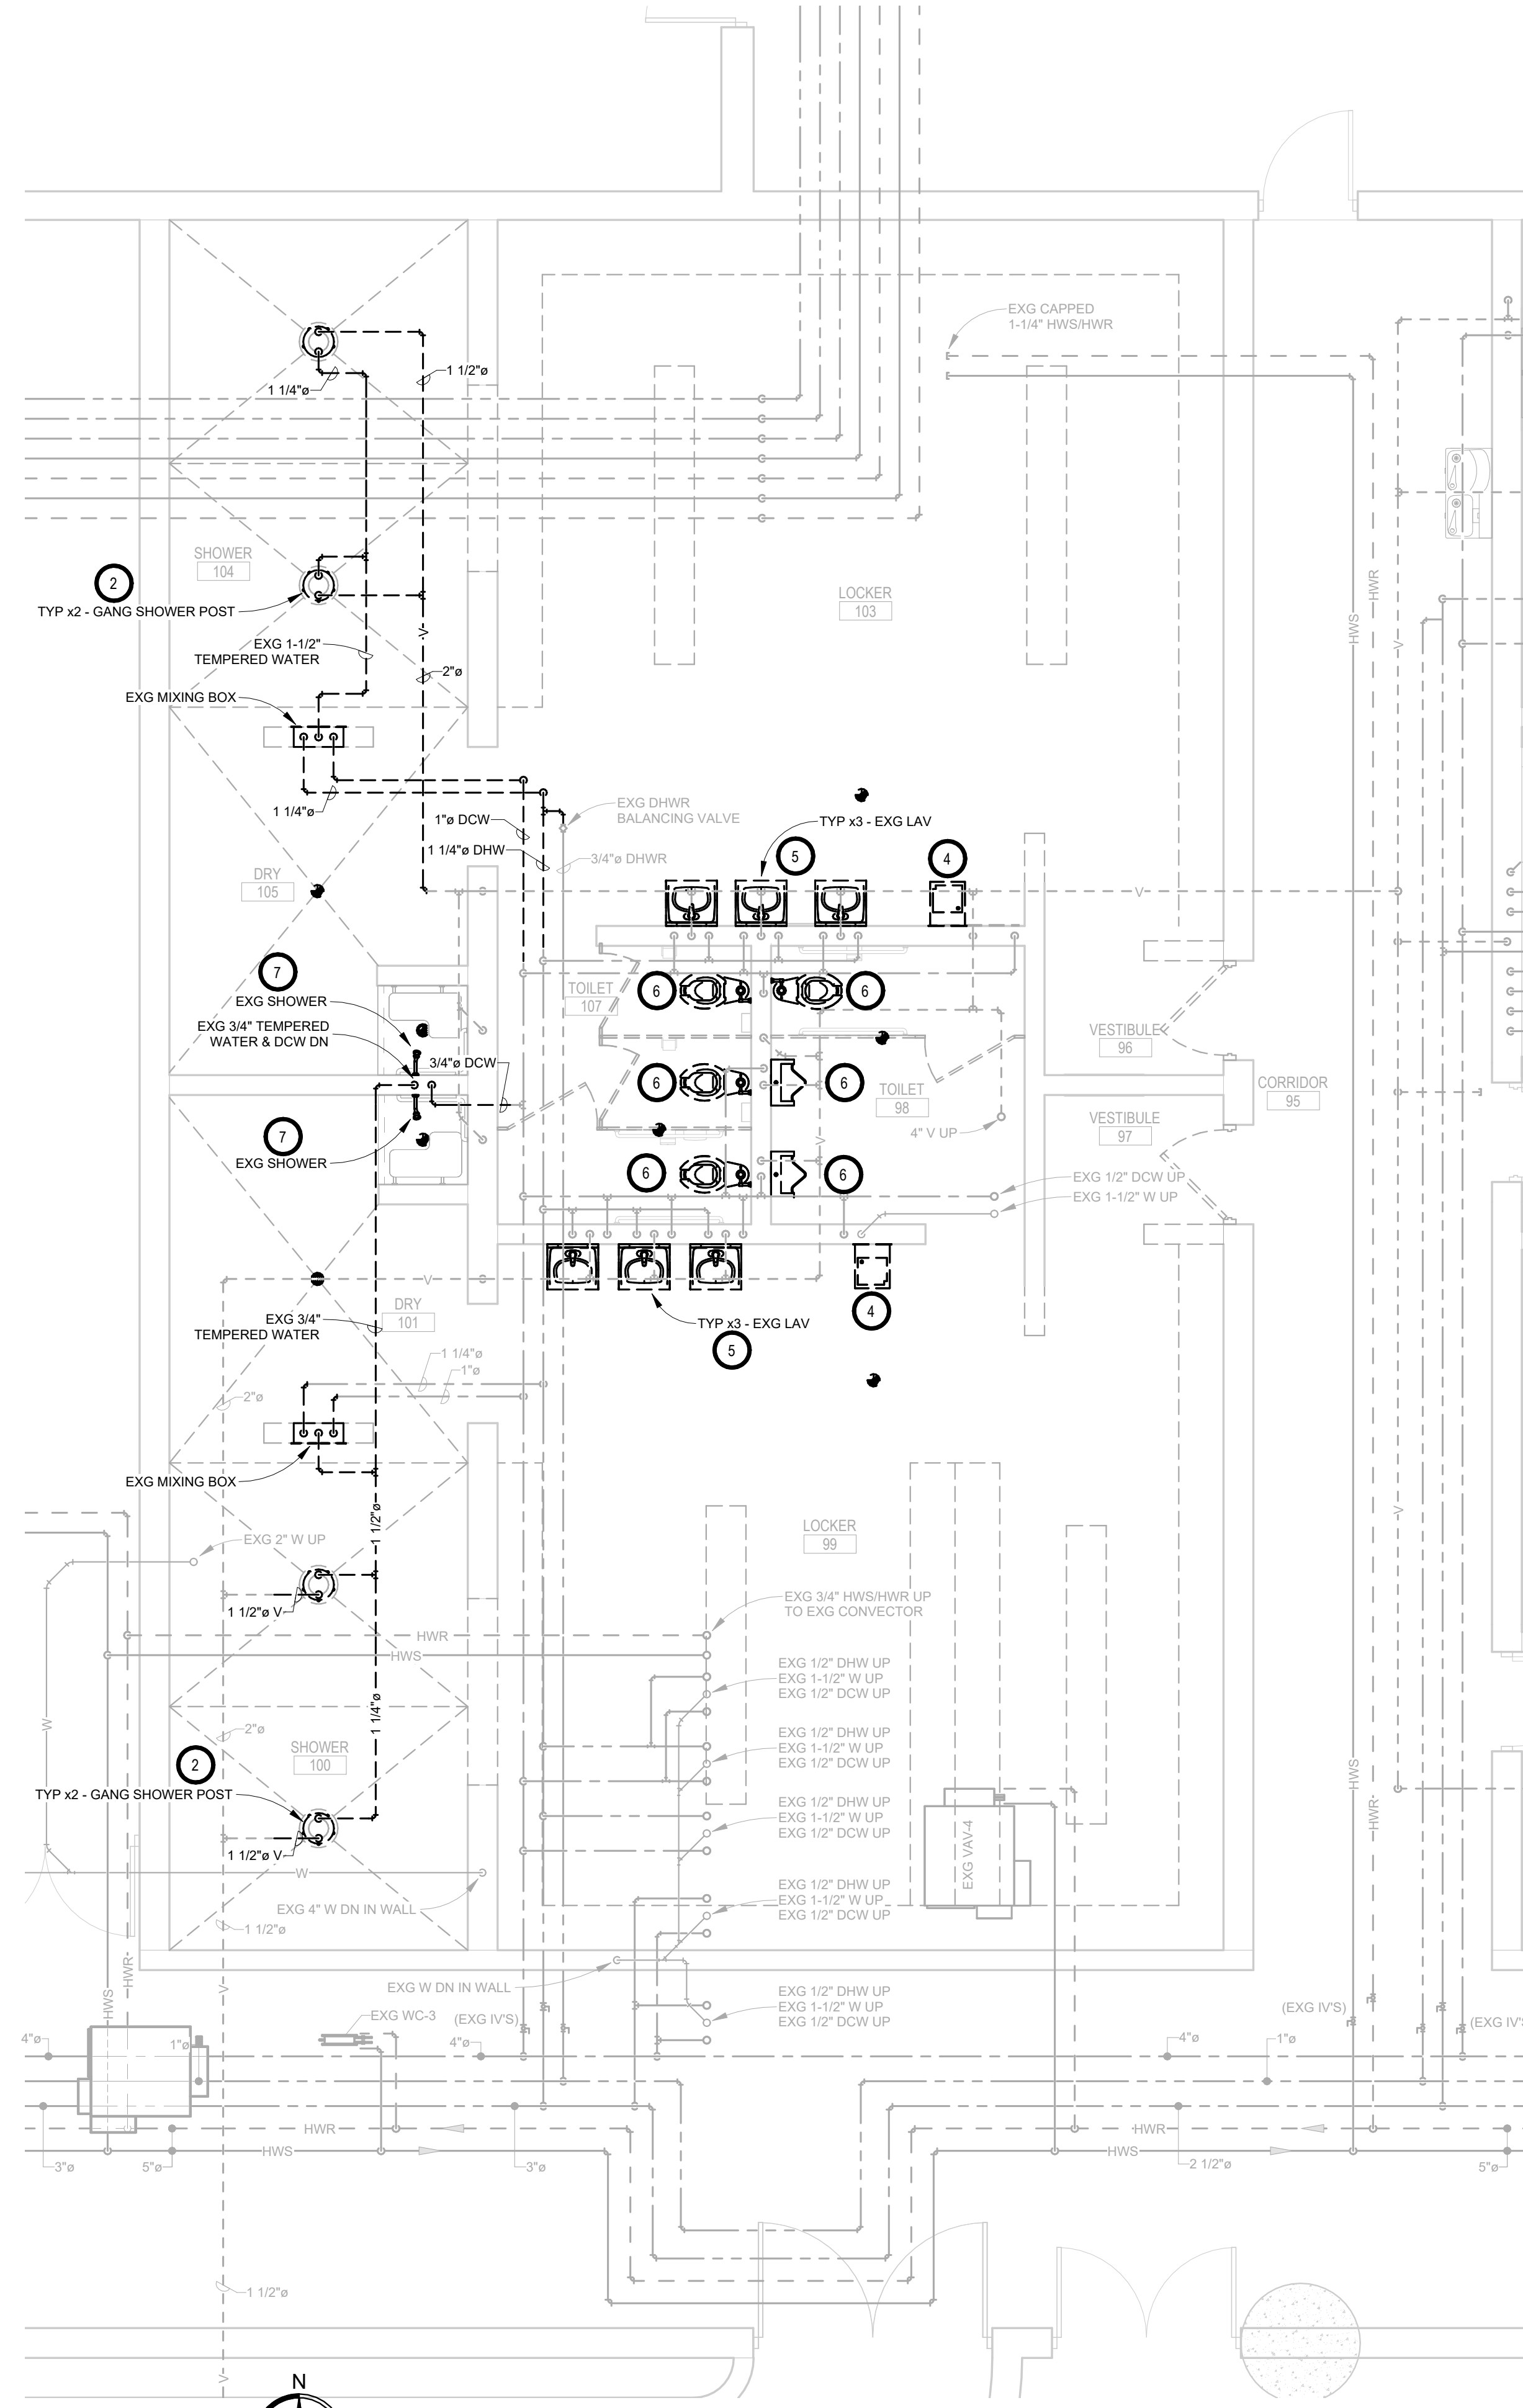 EXG CAPPED
1-1/4" HWS/HWR
1 1/2"ø
1 1/4"ø
SHOWER
104
2
TYP x2 - GANG SHOWER POST
LOCKER
103
HWR
HWS
V
EXG 1-1/2"
TEMPERED WATER
V
2"ø
EXG MIXING BOX
1 1/4"ø
1"ø DCW
1 1/4"ø DHW
EXG DHWR
BALANCING VALVE
3/4"ø DHWR
TYP x3 - EXG LAV
5
4
DRY
105
V
7
EXG SHOWER
EXG 3/4" TEMPERED
WATER & DCW DN
3/4"ø DCW
TOILET
107
6
6
6
6
6
6
TOILET
98
4" V UP
V
VESTIBULE
96
VESTIBULE
97
CORRIDOR
95
7
EXG SHOWER
EXG 1/2" DCW UP
EXG 1-1/2" W UP
V
DRY
101
EXG 3/4"
TEMPERED WATER
4
TYP x3 - EXG LAV
5
1 1/4"ø
1"ø
2"ø
EXG MIXING BOX
1 1/2"ø
V
LOCKER
99
EXG 2" W UP
1 1/2"ø V
EXG 3/4" HWS/HWR UP
TO EXG CONVECTOR
HWR
HWS
EXG 1/2" DHW UP
EXG 1-1/2" W UP
EXG 1/2" DCW UP
W
1 1/4"ø
2"ø
SHOWER
100
2
TYP x2 - GANG SHOWER POST
EXG 1/2" DHW UP
EXG 1-1/2" W UP
EXG 1/2" DCW UP
HWS
HWR
EXG 1/2" DHW UP
EXG 1-1/2" W UP
EXG 1/2" DCW UP
EXG VAV-4
1 1/2"ø V
W
EXG 4" W DN IN WALL
1 1/2"ø
EXG 1/2" DHW UP
EXG 1-1/2" W UP
EXG 1/2" DCW UP
HWS
HWR
V
EXG W DN IN WALL
EXG 1/2" DHW UP
EXG 1-1/2" W UP
EXG 1/2" DCW UP
EXG WC-3
(EXG IV'S)
(EXG IV'S)
(EXG IV'S
4"ø
1"ø
4"ø
4"ø
1"ø
HWR
HWS
HWR
HWS
3"ø
5"ø
3"ø
2 1/2"ø
5"ø
1 1/2"ø
V
N